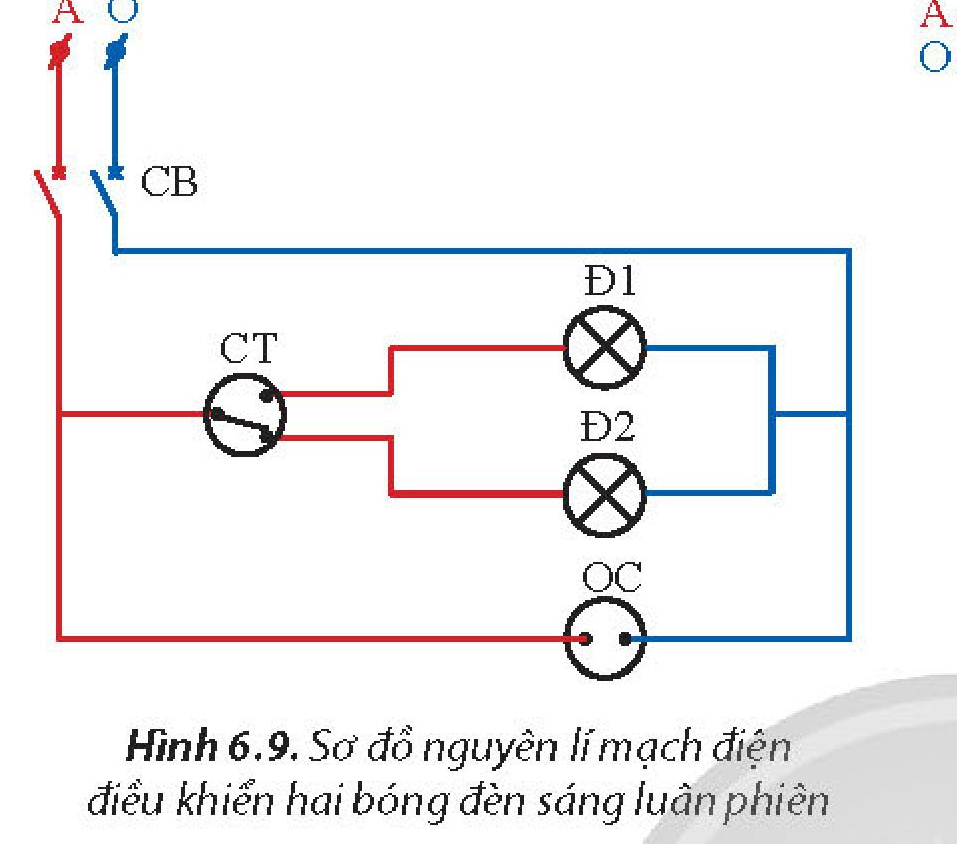 A O
A
O
CB
Đ1
CT
Đ2
OC
Hình 6.9. Sơ đồ nguyên lí mạch điện
điều khiển hai bóng đèn sáng luân phiên